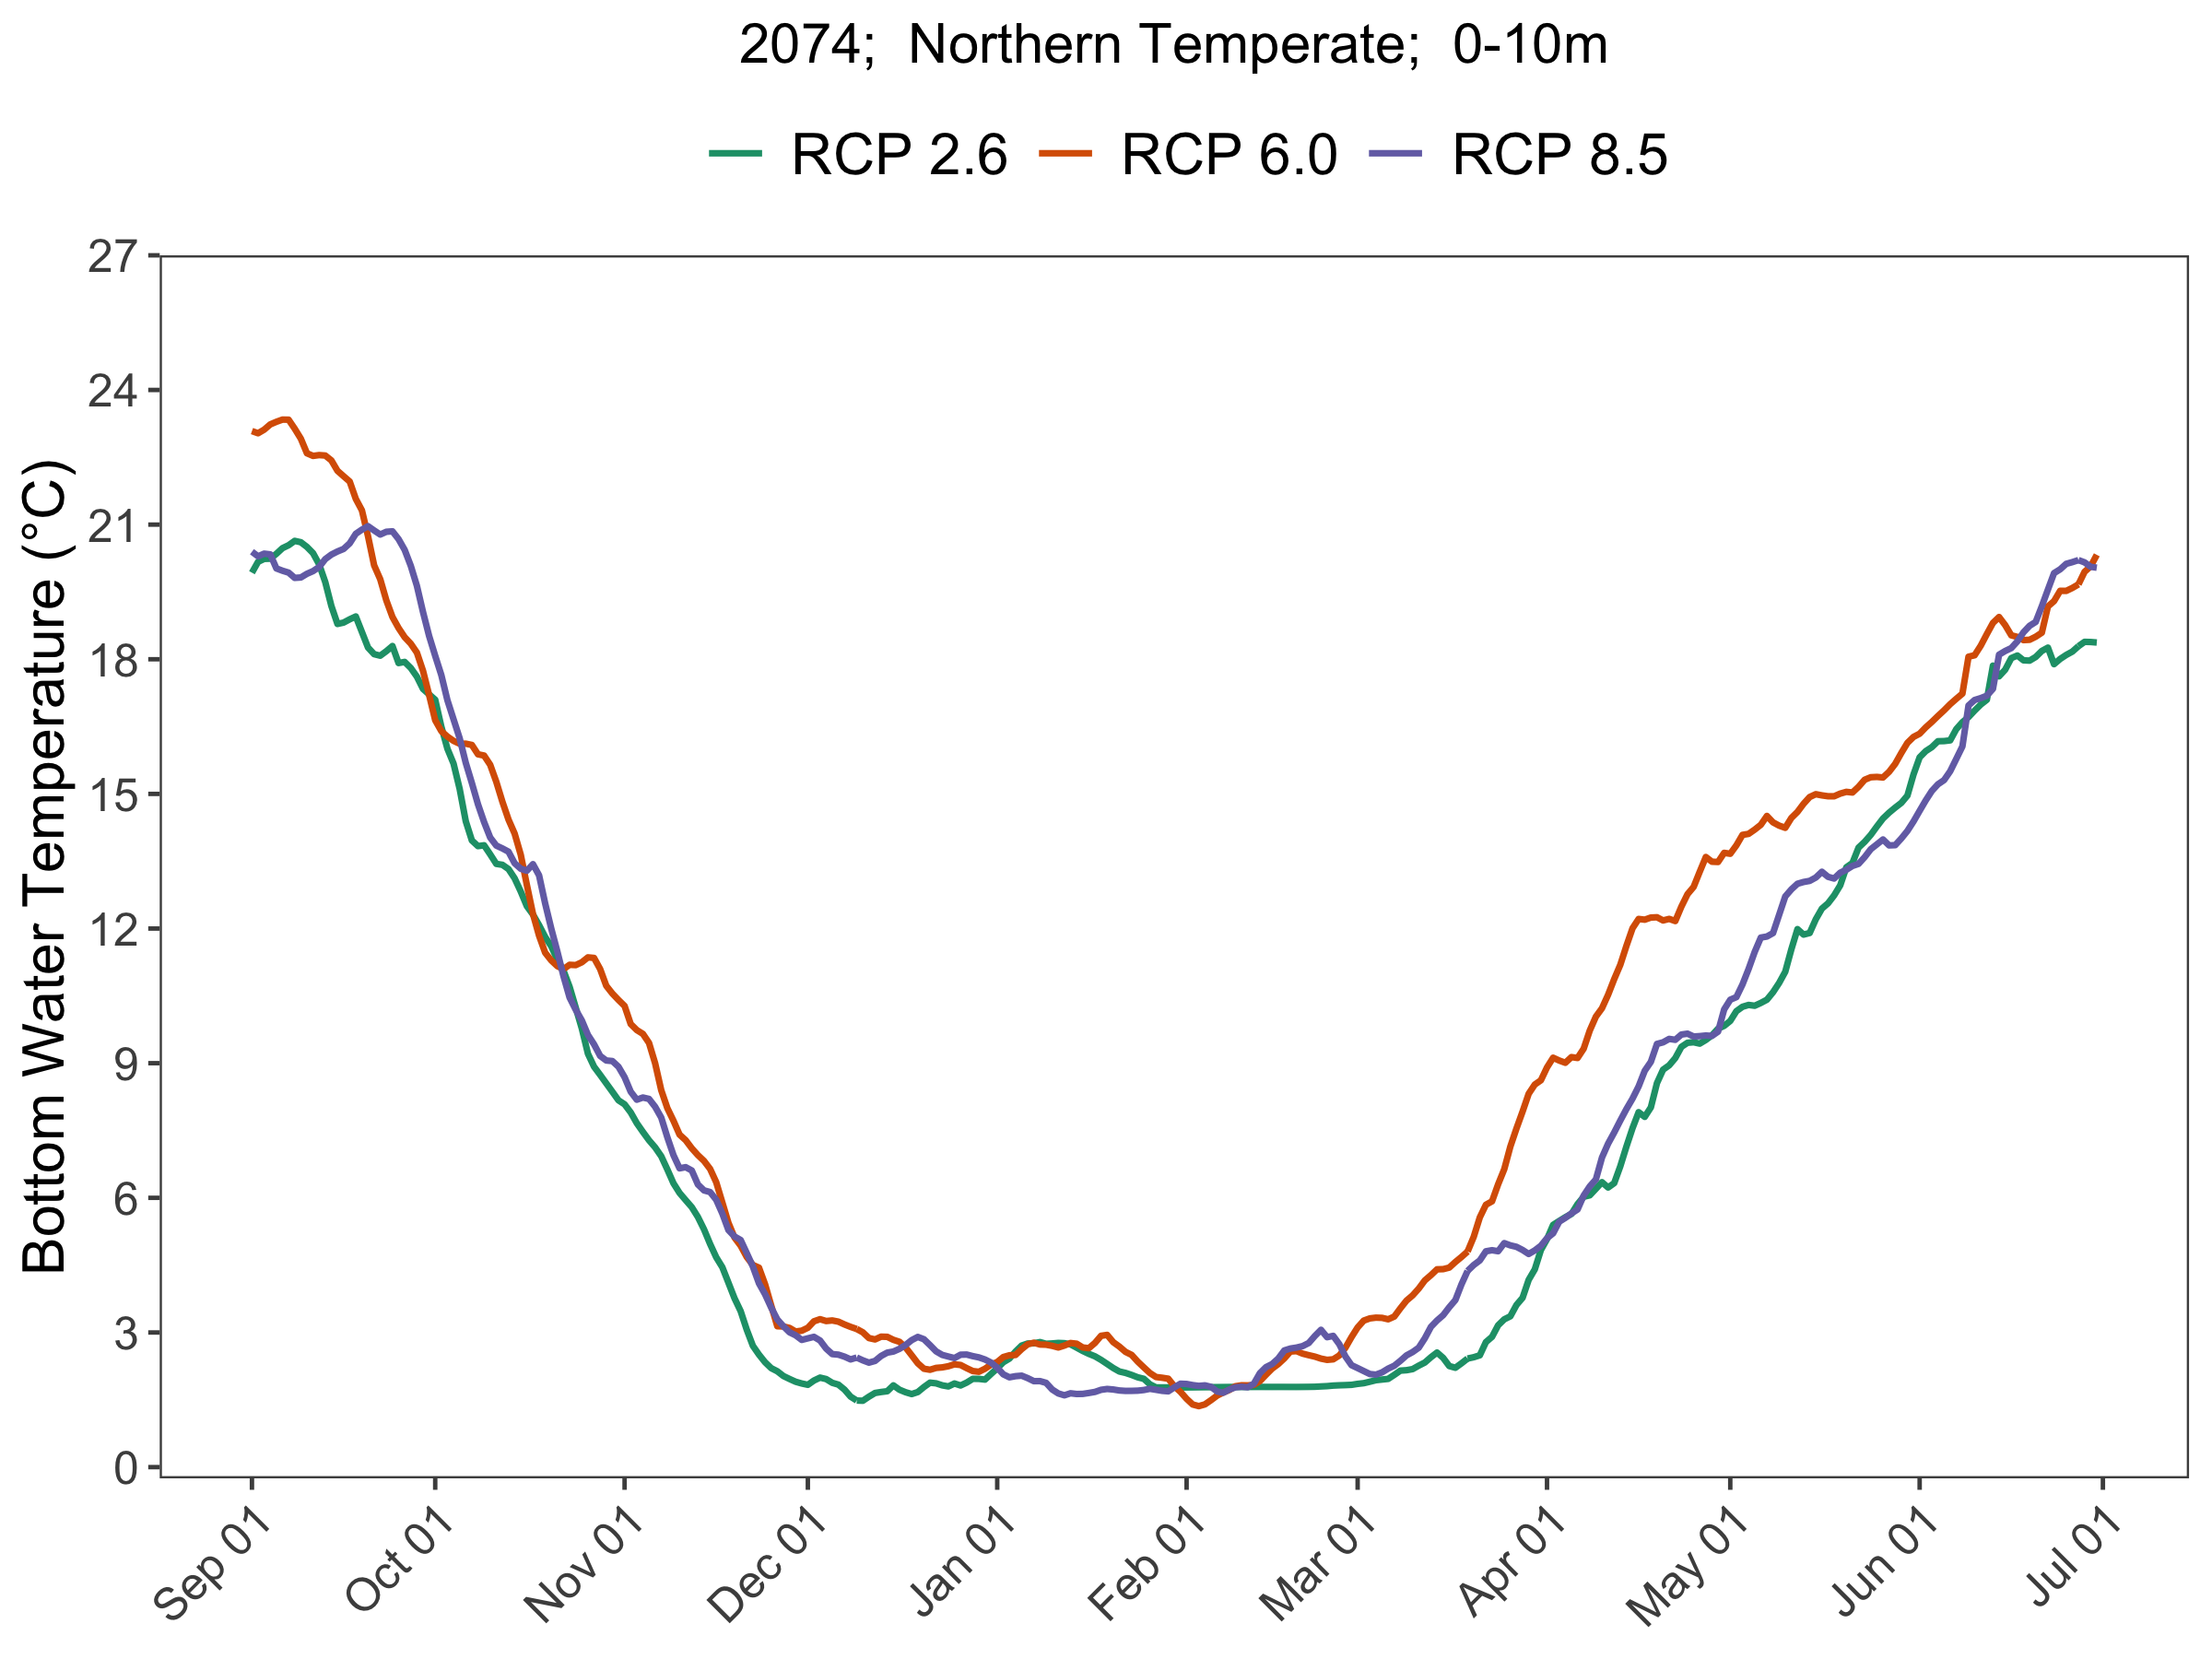 2074;  Northern Temperate;  0-10m
RCP 2.6 RCP 6.0 RCP 8.5
Bottom Water Temperature (°C)
27
24
21
18
15
12
9
6
3
0
Sep 01 Oct 01 Nov 01 Dec 01 Jan 01 Feb 01 Mar 01 Apr 01 May 01 Jun 01 Jul 01